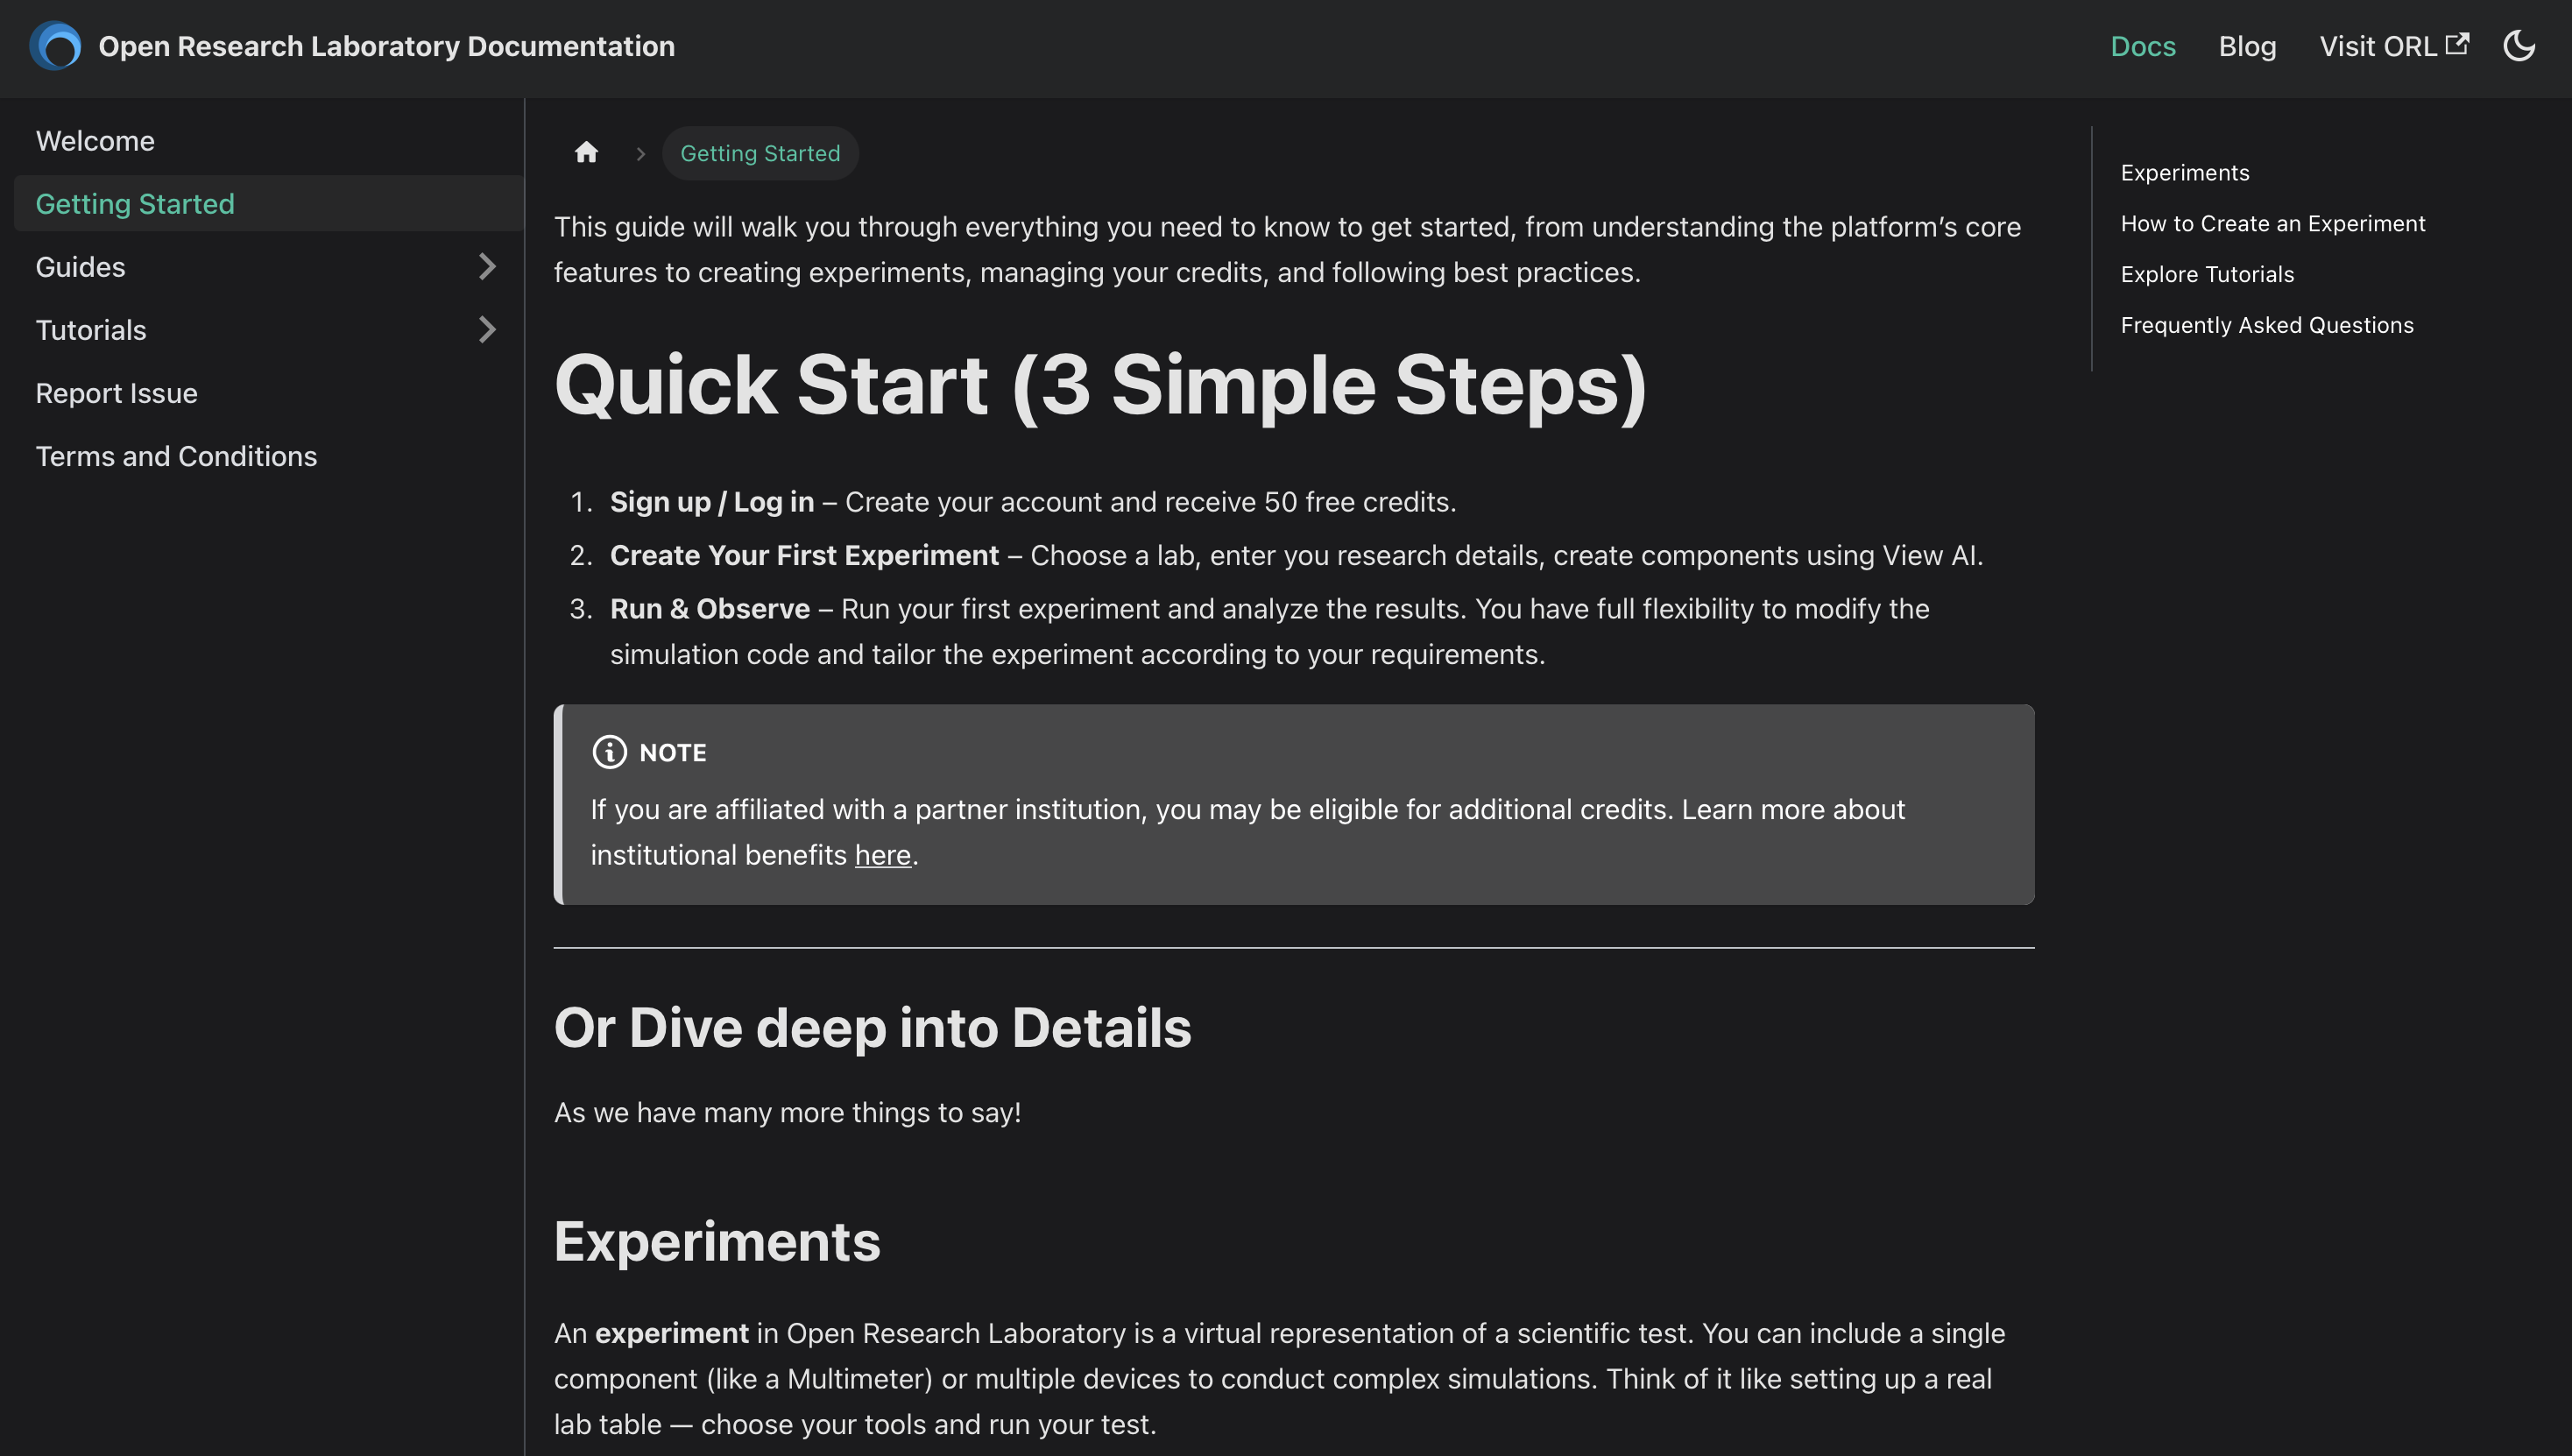 Open Research Laboratory Documentation
Docs
Blog
Visit ORL
Welcome
Getting Started
Guides
Tutorials
Report Issue
Terms and Conditions
Getting Started
This guide will walk you through everything you need to know to get started, from understanding the platform’s core
features to creating experiments, managing your credits, and following best practices.
Quick Start (3 Simple Steps)
1. Sign up / Log in – Create your account and receive 50 free credits.
2. Create Your First Experiment – Choose a lab, enter you research details, create components using View AI.
3. Run & Observe – Run your first experiment and analyze the results. You have full flexibility to modify the
simulation code and tailor the experiment according to your requirements.
NOTE
If you are affiliated with a partner institution, you may be eligible for additional credits. Learn more about
institutional benefits here.
Or Dive deep into Details
As we have many more things to say!
Experiments
An experiment in Open Research Laboratory is a virtual representation of a scientific test. You can include a single
component (like a Multimeter) or multiple devices to conduct complex simulations. Think of it like setting up a real
lab table — choose your tools and run your test.
Experiments
How to Create an Experiment
Explore Tutorials
Frequently Asked Questions